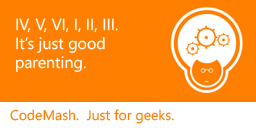 IV, V, VI, I, II, III.
It's just good
parenting.
CodeMash.  Just for geeks.